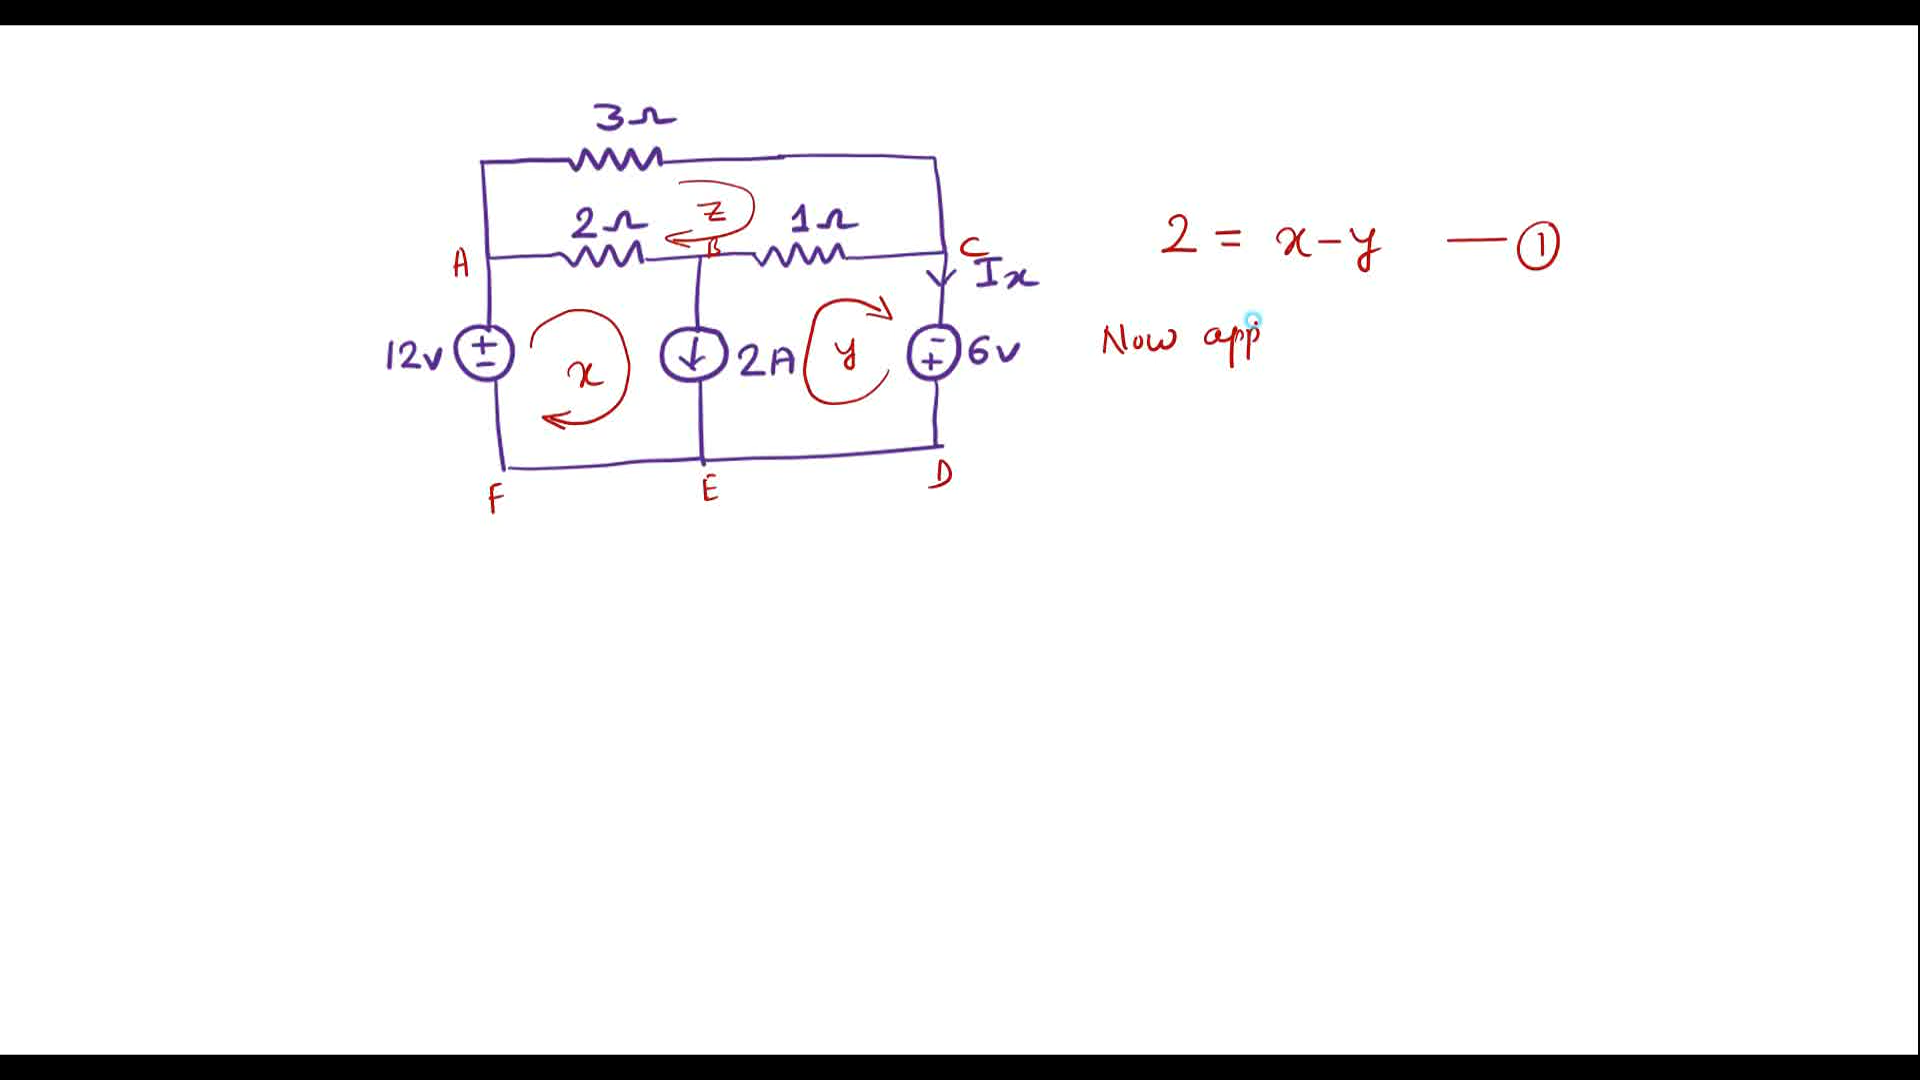 3Ω
2Ω
z
1Ω
A
B
C
Ix
2 = x-y —①
12v
+
-
x
2A
y
-
+
6v
Now app
F
E
D